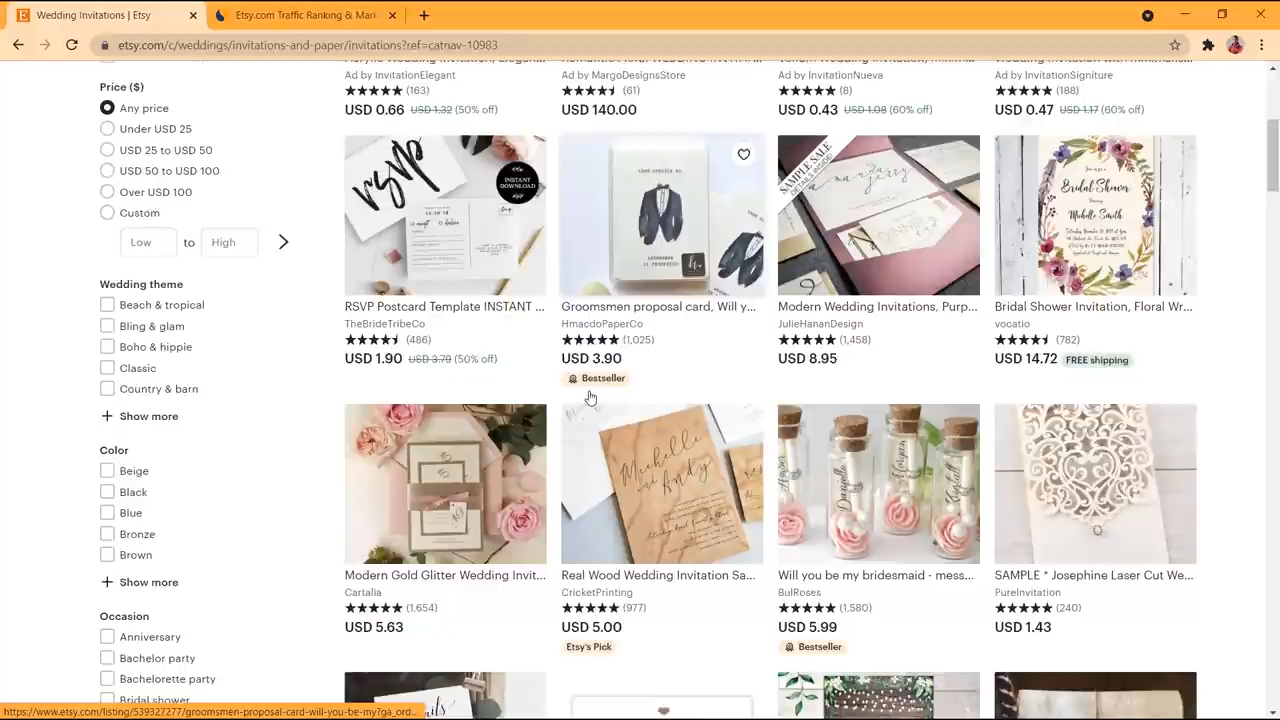 Wedding Invitations | Etsy
Etsy.com Traffic Ranking & Mark
etsy.com/c/weddings/invitations-and-paper/invitations?ref=catnav-10983
Price ($)
Any price
Under USD 25
USD 25 to USD 50
USD 50 to USD 100
Over USD 100
Custom
Low to High
Wedding theme
Beach & tropical
Bling & glam
Boho & hippie
Classic
Country & barn
Show more
Color
Beige
Black
Blue
Bronze
Brown
Show more
Occasion
Anniversary
Bachelor party
Bachelorette party
Bridal shower
Ad by InvitationElegant
(163)
USD 0.66 USD 1.32 (50% off)
Ad by MargoDesignsStore
(61)
USD 140.00
Ad by InvitationNueva
(8)
USD 0.43 USD 1.08 (60% off)
Ad by InvitationSigniture
(188)
USD 0.47 USD 1.17 (60% off)
rsvp
INSTANT
DOWNLOAD
RSVP Postcard Template INSTANT ...
TheBrideTribeCo
(486)
USD 1.90 USD 3.79 (50% off)
Groomsmen proposal card, Will y...
HmacdoPaperCo
(1,025)
USD 3.90
Bestseller
SAMPLE SALE
Modern Wedding Invitations, Purp...
JulieHananDesign
(1,458)
USD 8.95
Bridal Shower
Michelle Smith
Bridal Shower Invitation, Floral Wr...
vocatio
(782)
USD 14.72 FREE shipping
Modern Gold Glitter Wedding Invit...
Cartalia
(1,654)
USD 5.63
Michelle
Andy
Real Wood Wedding Invitation Sa...
CricketPrinting
(977)
USD 5.00
Etsy's Pick
Will you be my bridesmaid - mess...
BulRoses
(1,580)
USD 5.99
Bestseller
SAMPLE * Josephine Laser Cut We...
PureInvitation
(240)
USD 1.43
https://www.etsy.com/listing/539327277/groomsmen-proposal-card-will-you-be-my?ga_ord...